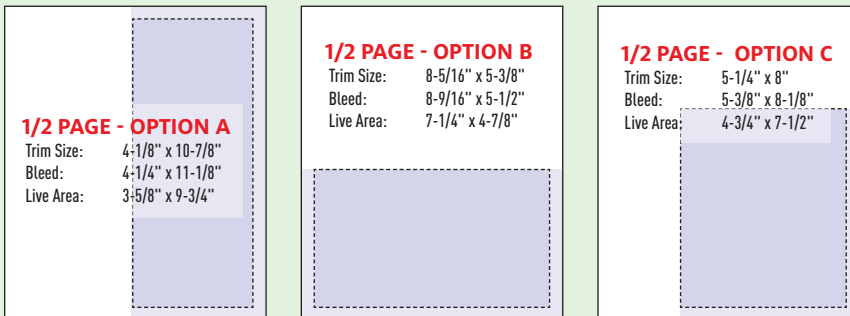 1/2 PAGE - OPTION A
Trim Size: 4-1/8" x 10-7/8"
Bleed: 4-1/4" x 11-1/8"
Live Area: 3-5/8" x 9-3/4"
1/2 PAGE - OPTION B
Trim Size: 8-5/16" x 5-3/8"
Bleed: 8-9/16" x 5-1/2"
Live Area: 7-1/4" x 4-7/8"
1/2 PAGE - OPTION C
Trim Size: 5-1/4" x 8"
Bleed: 5-3/8" x 8-1/8"
Live Area: 4-3/4" x 7-1/2"